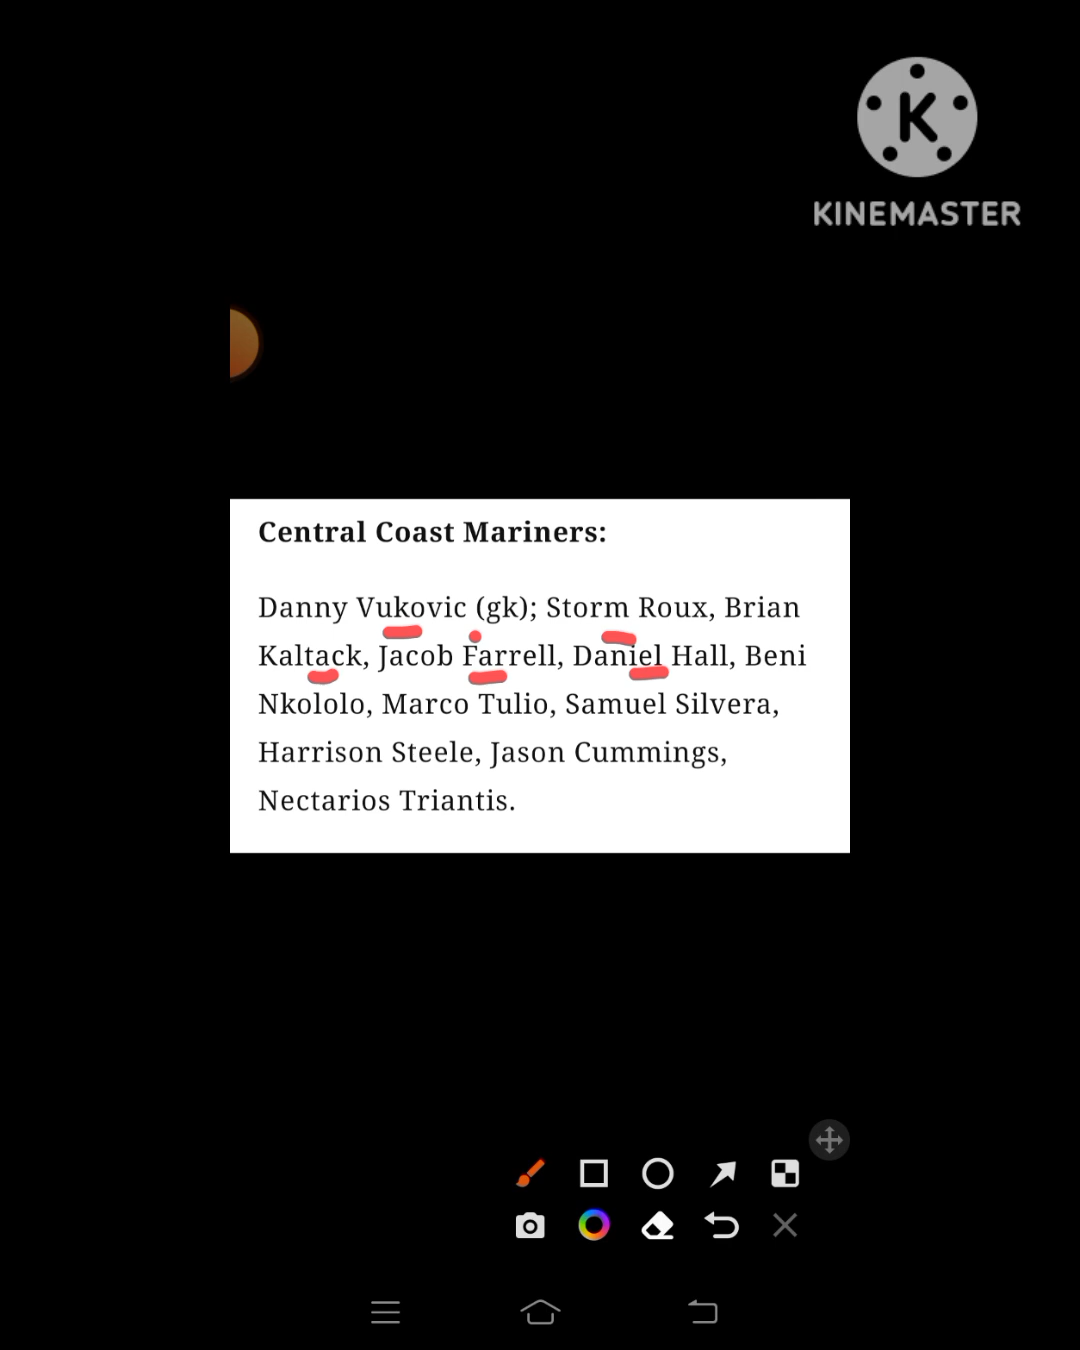 KINEMASTER
Central Coast Mariners:
Danny Vukovic (gk); Storm Roux, Brian
Kaltack, Jacob Farrell, Daniel Hall, Beni
Nkololo, Marco Tulio, Samuel Silvera,
Harrison Steele, Jason Cummings,
Nectarios Triantis.